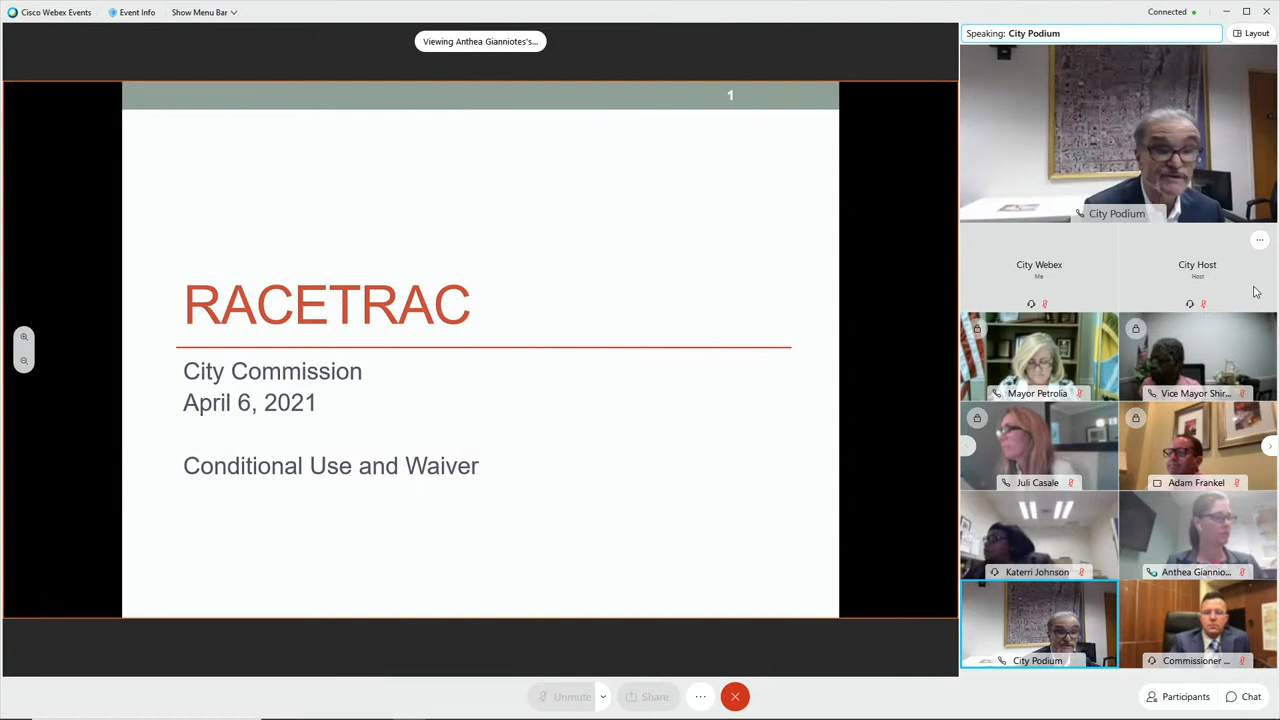 Cisco Webex Events
Event Info
Show Menu Bar
Connected
Viewing Anthea Giannotes's...
Speaking: City Podium
Layout
1
RACETRAC
City Commission
April 6, 2021
Conditional Use and Waiver
City Podium
City Webex
Me
City Host
Host
Mayor Petrolia
Vice Mayor Shir...
Juli Casale
Adam Frankel
Katerri Johnson
Anthea Giannio...
City Podium
Commissioner ...
Unmute
Share
Participants
Chat